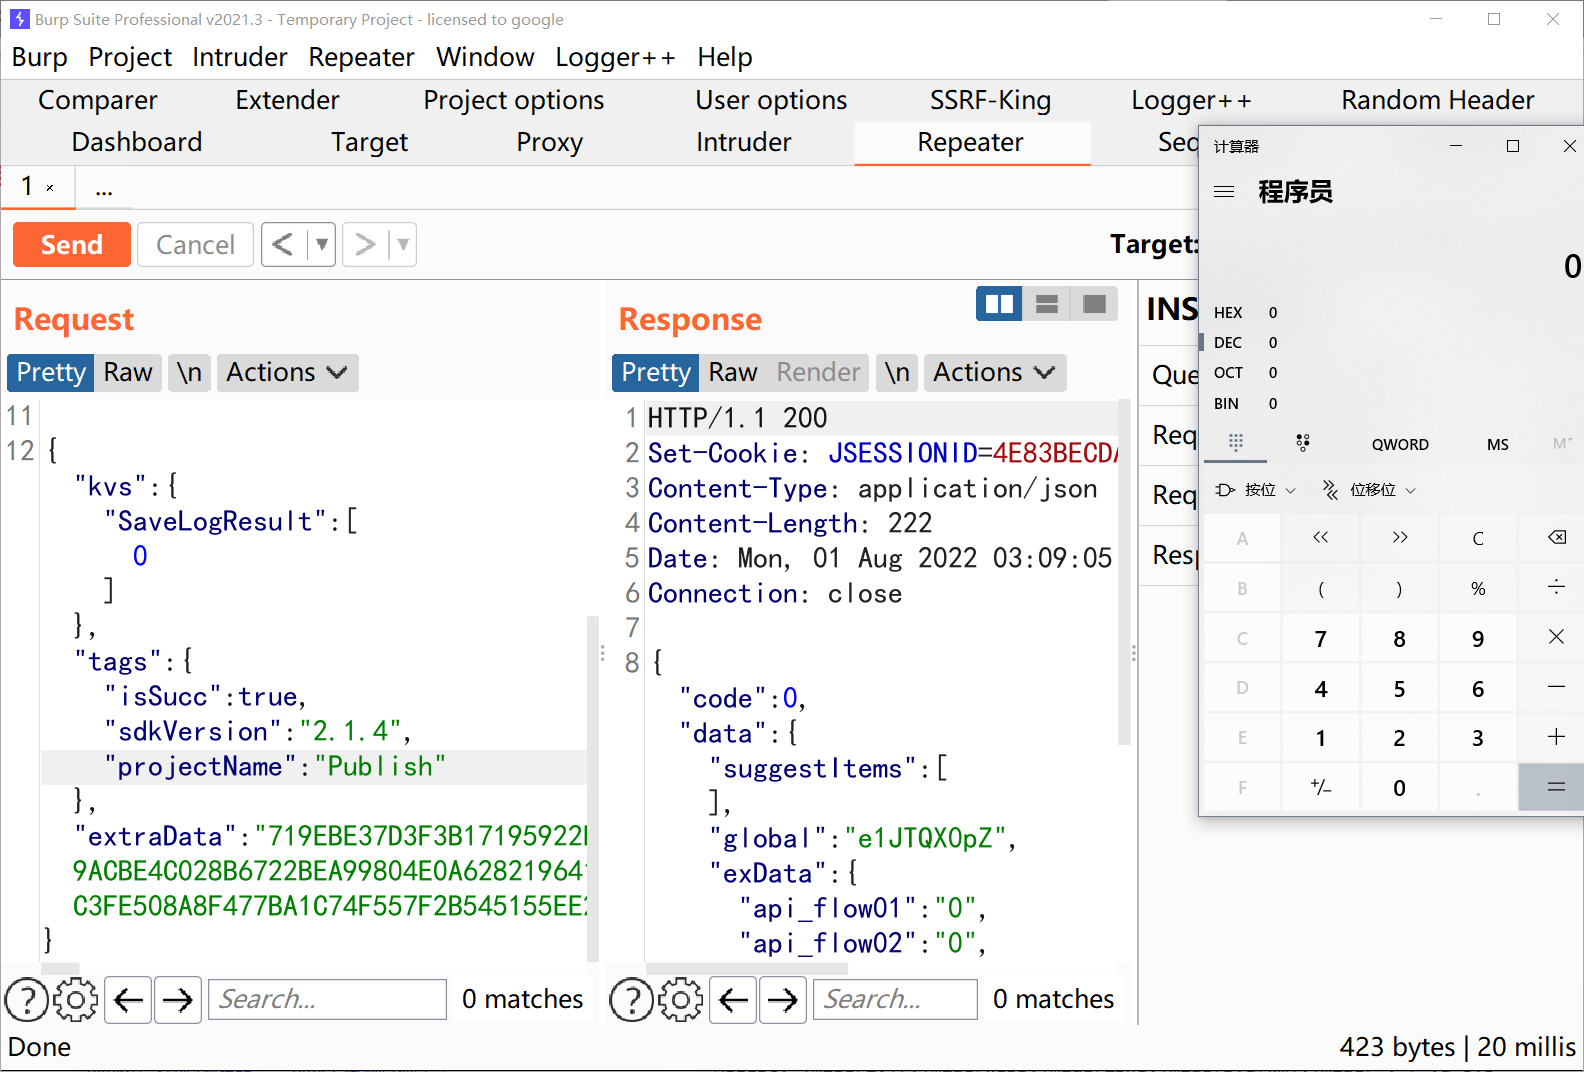 Burp Suite Professional v2021.3 - Temporary Project - licensed to google
Burp Project Intruder Repeater Window Logger++ Help
Comparer Extender Project options User options SSRF-King Logger++ Random Header
Dashboard Target Proxy Intruder Repeater Seq
1 × ...
Send Cancel < ▼ > ▼ Target:
Request
Pretty Raw \n Actions
11
12 {
"kvs":{
"SaveLogResult":[
0
]
},
"tags":{
"isSucc":true,
"sdkVersion":"2.1.4",
"projectName":"Publish"
},
"extraData":"719EBE37D3F3B17195922
9ACBE4C028B6722BEA99804E0A62821964
C3FE508A8F477BA1C74F557F2B545155EE
}
Search... 0 matches
Response
Pretty Raw Render \n Actions
1 HTTP/1.1 200
2 Set-Cookie: JSESSIONID=4E83BECD
3 Content-Type: application/json
4 Content-Length: 222
5 Date: Mon, 01 Aug 2022 03:09:05
6 Connection: close
7
8 {
"code":0,
"data":{
"suggestItems":[
],
"global":"e1JTQXOpZ",
"exData":{
"api_flow01":"0",
"api_flow02":"0",
Search... 0 matches
INS
Que
Req
Req
Resp
计算器
程序员
0
HEX 0
DEC 0
OCT 0
BIN 0
QWORD MS M˅
按位 位移位
A << >> C
B ( ) % ÷
C 7 8 9 ×
D 4 5 6 −
E 1 2 3 +
F +/− 0 . =
Done
423 bytes | 20 millis